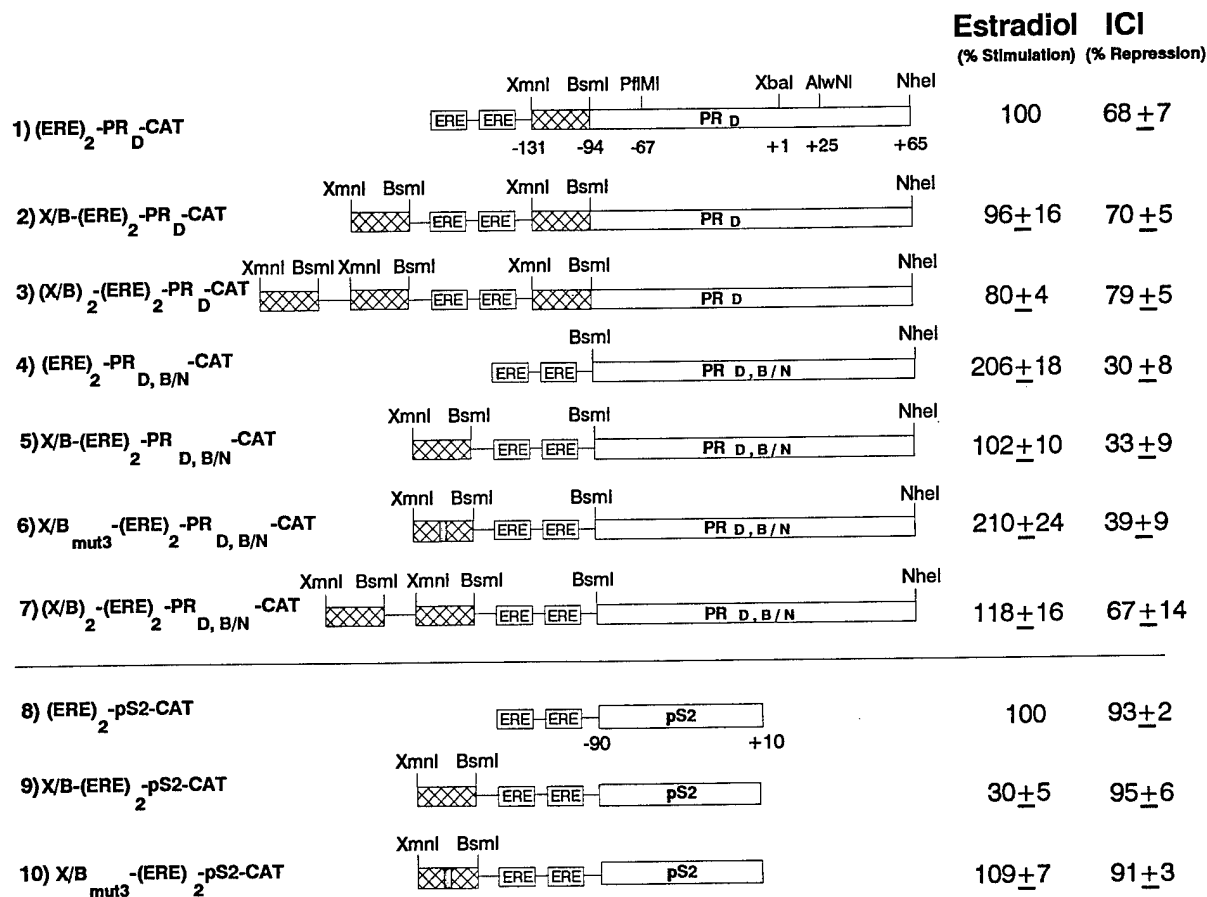 Estradiol ICI
(% Stimulation) (% Repression)
XmnI BsmI PflMI XbaI AlwNI NheI
1) (ERE)2-PRD-CAT ERE ERE PR D 100 68±7
-131 -94 -67 +1 +25 +65
XmnI BsmI XmnI BsmI NheI
2) X/B-(ERE)2-PRD-CAT ERE ERE PR D 96±16 70±5
XmnI BsmI XmnI BsmI XmnI BsmI NheI
3) (X/B)2-(ERE)2-PRD-CAT ERE ERE PR D 80±4 79±5
BsmI NheI
4) (ERE)2-PRD, B/N-CAT ERE ERE PR D, B/N 206±18 30±8
XmnI BsmI BsmI NheI
5) X/B-(ERE)2-PRD, B/N-CAT ERE ERE PR D, B/N 102±10 33±9
XmnI BsmI BsmI NheI
6) X/Bmut3-(ERE)2-PRD, B/N-CAT ERE ERE PR D, B/N 210±24 39±9
XmnI BsmI XmnI BsmI BsmI NheI
7) (X/B)2-(ERE)2-PRD, B/N-CAT ERE ERE PR D, B/N 118±16 67±14
8) (ERE)2-pS2-CAT ERE ERE pS2 100 93±2
-90 +10
XmnI BsmI
9) X/B-(ERE)2-pS2-CAT ERE ERE pS2 30±5 95±6
XmnI BsmI
10) X/Bmut3-(ERE)2-pS2-CAT ERE ERE pS2 109±7 91±3